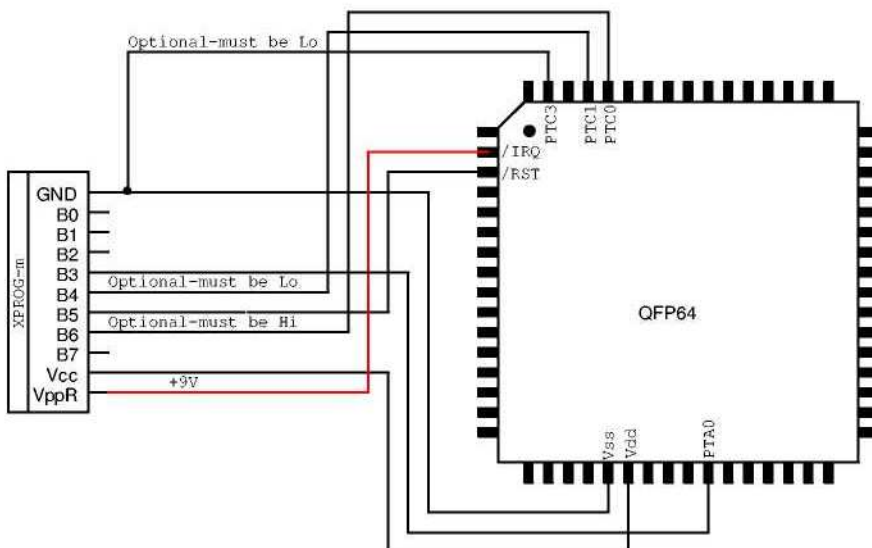 Optional-must be Lo
PTC3
PTC1
PTC0
/IRQ
/RST
XPROG-m
GND
B0
B1
B2
B3
Optional-must be Lo
B4
B5
Optional-must be Hi
B6
B7
Vcc
+9V
VppR
QFP64
Vss
Vdd
PTA0